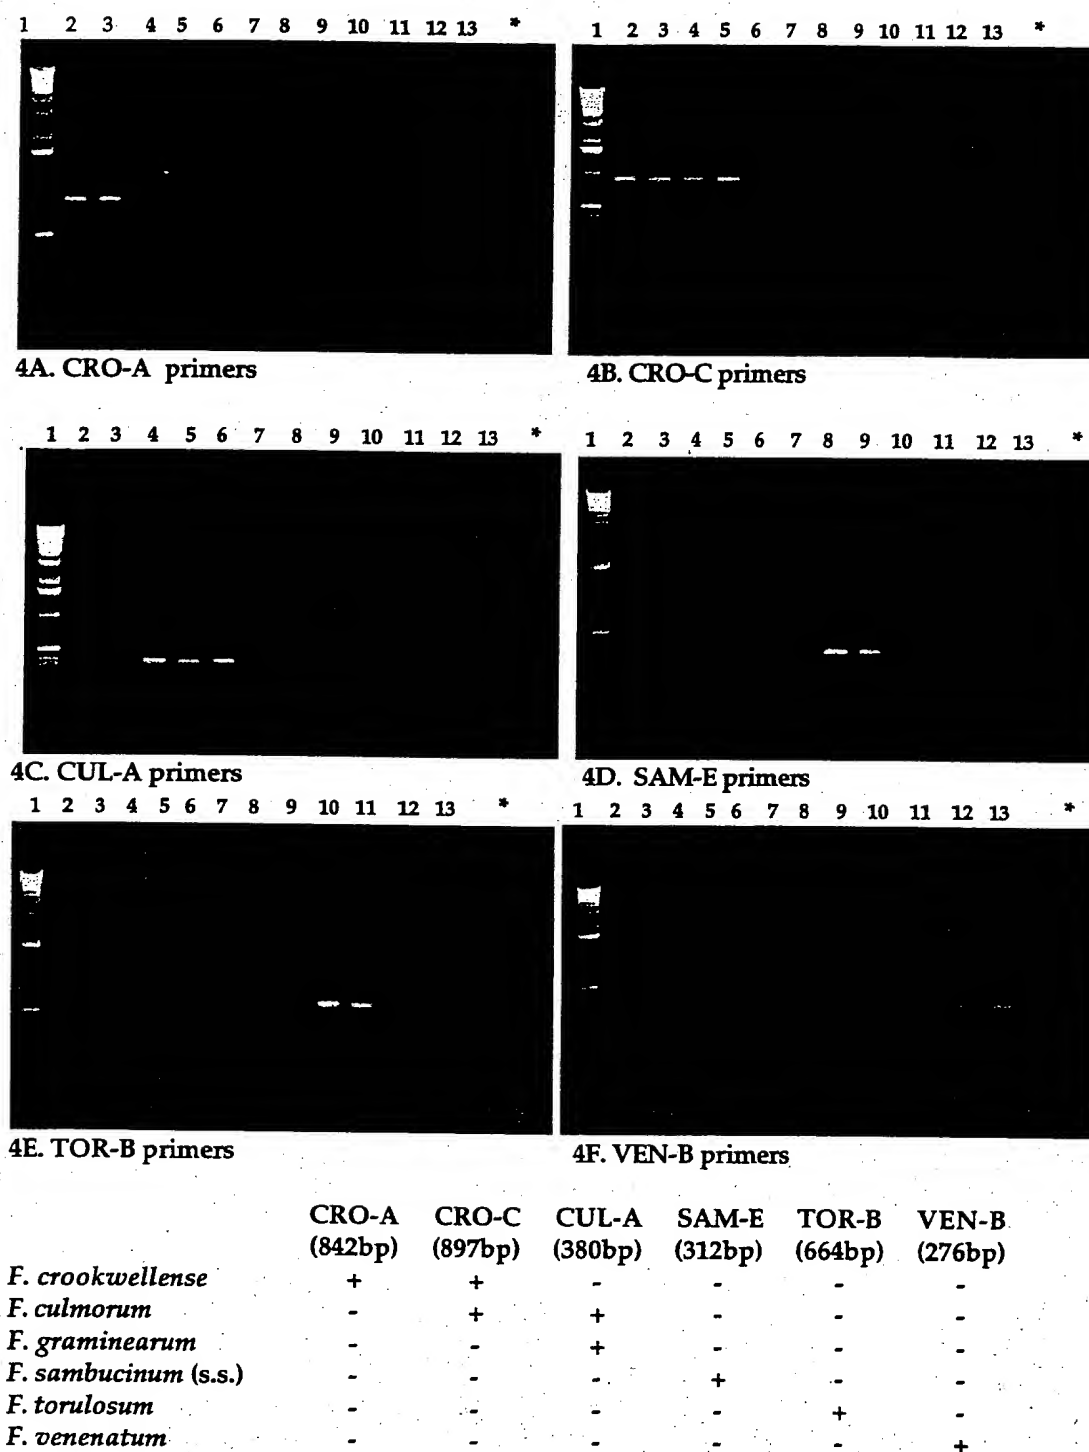 1 2 3 4 5 6 7 8 9 10 11 12 13 *
1 2 3 4 5 6 7 8 9 10 11 12 13 *
4A. CRO-A primers
4B. CRO-C primers
1 2 3 4 5 6 7 8 9 10 11 12 13 *
1 2 3 4 5 6 7 8 9 10 11 12 13 *
4C. CUL-A primers
4D. SAM-E primers
1 2 3 4 5 6 7 8 9 10 11 12 13 *
1 2 3 4 5 6 7 8 9 10 11 12 13 *
4E. TOR-B primers
4F. VEN-B primers
CRO-A CRO-C CUL-A SAM-E TOR-B VEN-B
(842bp) (897bp) (380bp) (312bp) (664bp) (276bp)
F. crookwellense + + - - - -
F. culmorum - + + - - -
F. graminearum - - + - - -
F. sambucinum (s.s.) - - - + - -
F. torulosum - - - - + -
F. venenatum - - - - - +